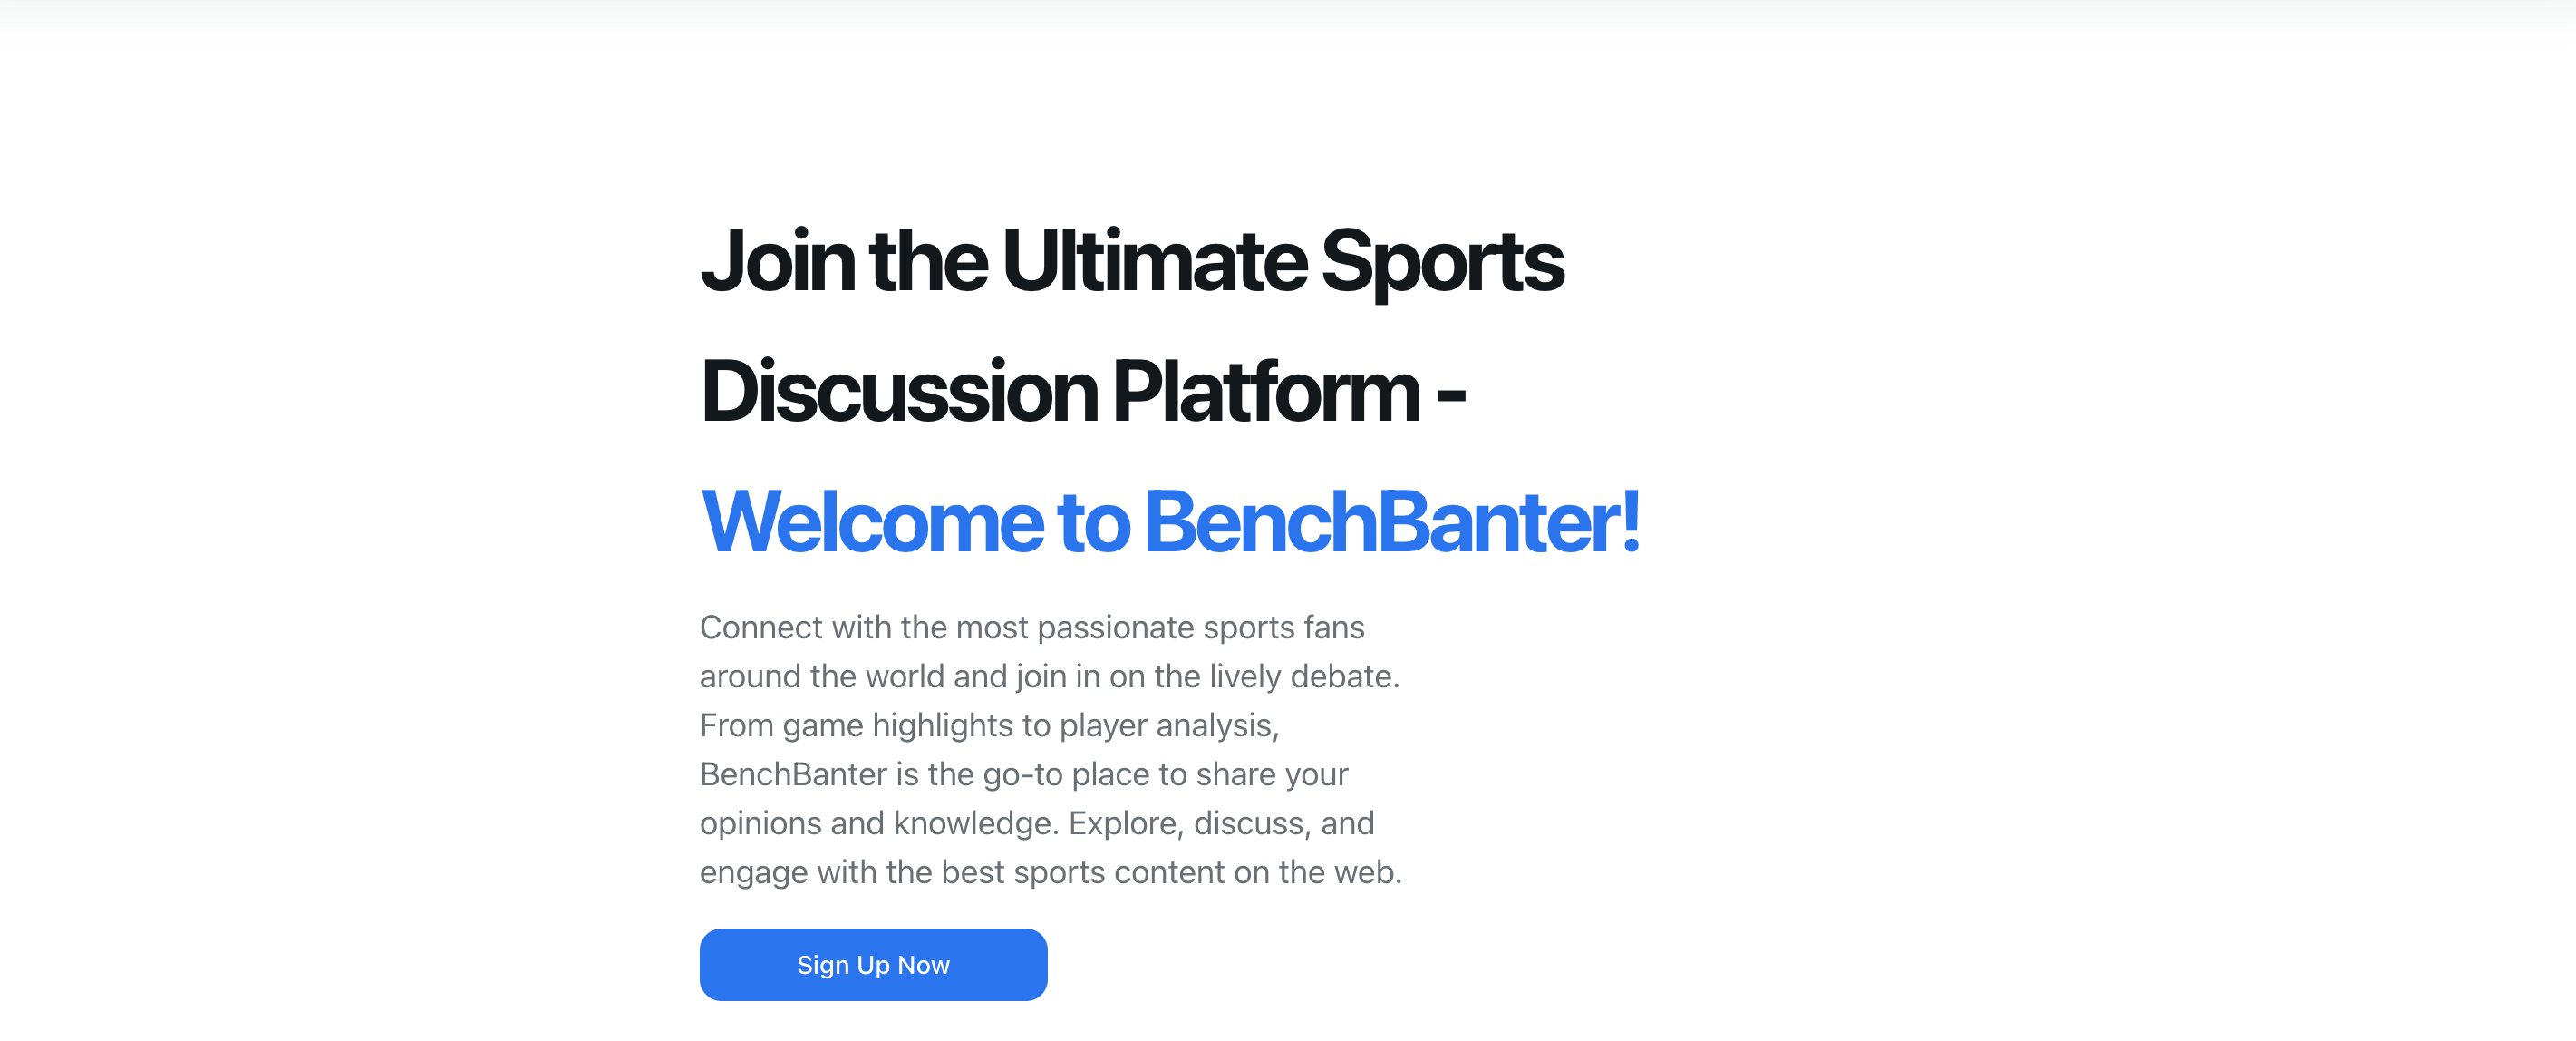 Join the Ultimate Sports
Discussion Platform -
Welcome to BenchBanter!
Connect with the most passionate sports fans
around the world and join in on the lively debate.
From game highlights to player analysis,
BenchBanter is the go-to place to share your
opinions and knowledge. Explore, discuss, and
engage with the best sports content on the web.
Sign Up Now